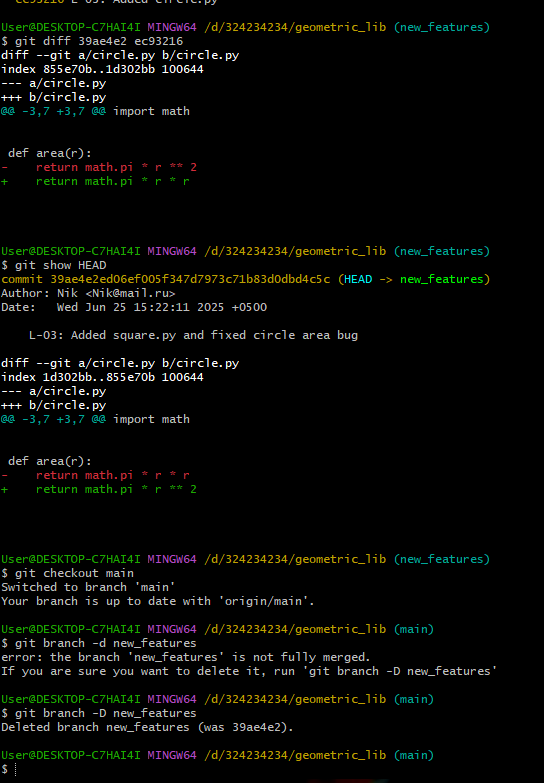 ec93216 L-03: Added circle.py
User@DESKTOP-C7HAI4I MINGW64 /d/324234234/geometric_lib (new_features)
$ git diff 39ae4e2 ec93216
diff --git a/circle.py b/circle.py
index 855e70b..1d302bb 100644
--- a/circle.py
+++ b/circle.py
@@ -3,7 +3,7 @@ import math
 def area(r):
-    return math.pi * r ** 2
+    return math.pi * r * r
User@DESKTOP-C7HAI4I MINGW64 /d/324234234/geometric_lib (new_features)
$ git show HEAD
commit 39ae4e2ed06ef005f347d7973c71b83d0dbd4c5c (HEAD -> new_features)
Author: Nik <Nik@mail.ru>
Date:   Wed Jun 25 15:22:11 2025 +0500
    L-03: Added square.py and fixed circle area bug
diff --git a/circle.py b/circle.py
index 1d302bb..855e70b 100644
--- a/circle.py
+++ b/circle.py
@@ -3,7 +3,7 @@ import math
 def area(r):
-    return math.pi * r * r
+    return math.pi * r ** 2
User@DESKTOP-C7HAI4I MINGW64 /d/324234234/geometric_lib (new_features)
$ git checkout main
Switched to branch 'main'
Your branch is up to date with 'origin/main'.
User@DESKTOP-C7HAI4I MINGW64 /d/324234234/geometric_lib (main)
$ git branch -d new_features
error: the branch 'new_features' is not fully merged.
If you are sure you want to delete it, run 'git branch -D new_features'
User@DESKTOP-C7HAI4I MINGW64 /d/324234234/geometric_lib (main)
$ git branch -D new_features
Deleted branch new_features (was 39ae4e2).
User@DESKTOP-C7HAI4I MINGW64 /d/324234234/geometric_lib (main)
$